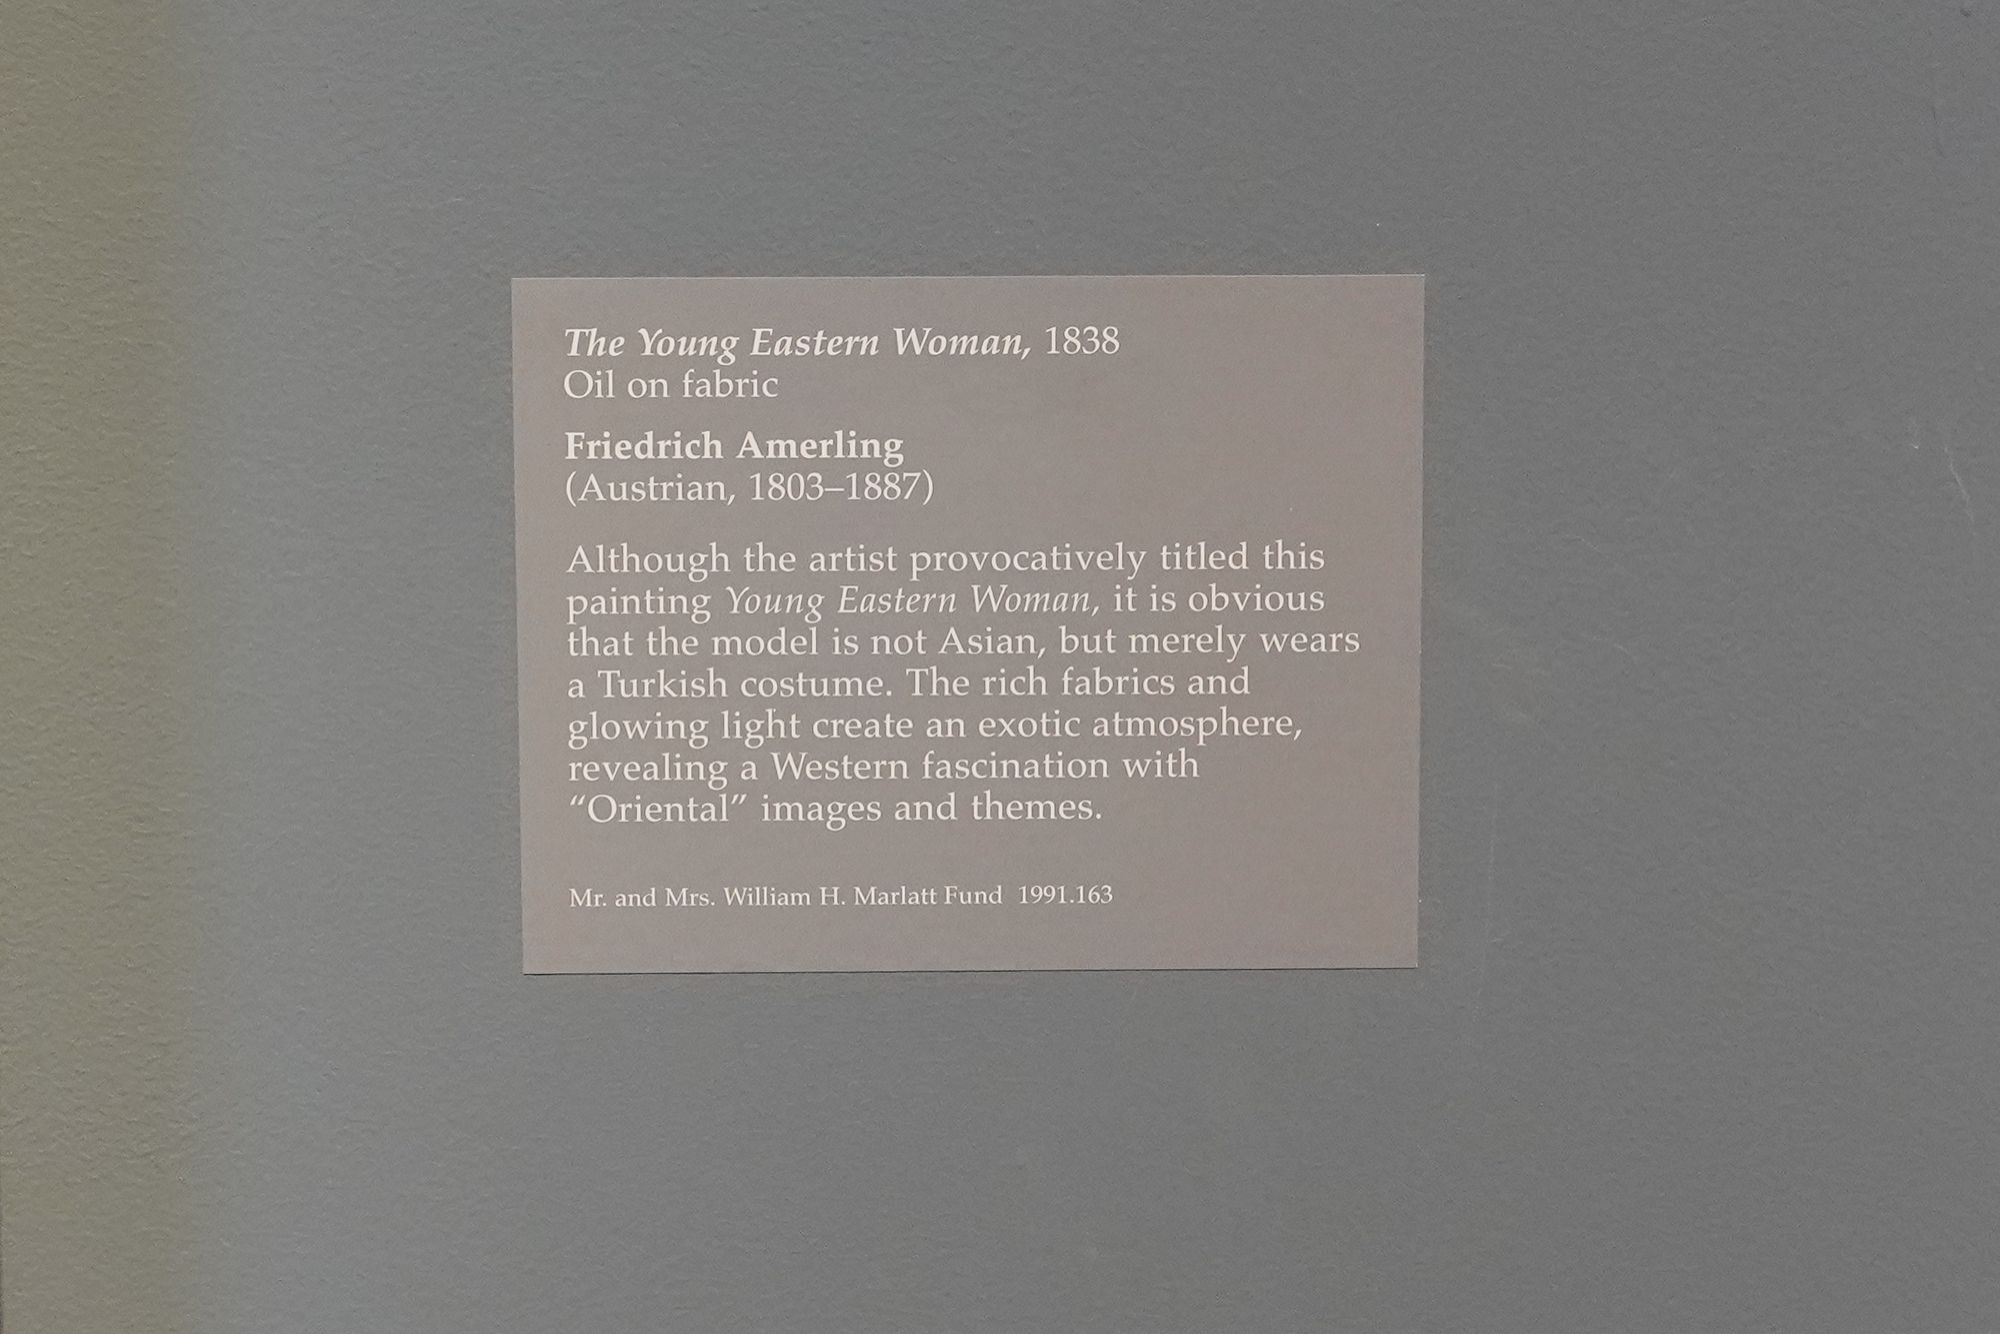 The Young Eastern Woman, 1838
Oil on fabric
Friedrich Amerling
(Austrian, 1803–1887)
Although the artist provocatively titled this
painting Young Eastern Woman, it is obvious
that the model is not Asian, but merely wears
a Turkish costume. The rich fabrics and
glowing light create an exotic atmosphere,
revealing a Western fascination with
“Oriental” images and themes.
Mr. and Mrs. William H. Marlatt Fund 1991.163